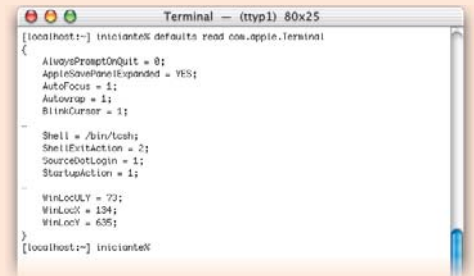 Terminal — (ttyp1) 80x25
[localhost:~] iniciante% defaults read com.apple.Terminal
{
AlwaysPromptOnQuit = 0;
AppleSavePanelExpanded = YES;
AutoFocus = 1;
Autowrap = 1;
BlinkCursor = 1;
…
Shell = /bin/tcsh;
ShellExitAction = 2;
SourceDotLogin = 1;
StartupAction = 1;
…
WinLocULY = 73;
WinLocX = 134;
WinLocY = 635;
}
[localhost:~] iniciante%